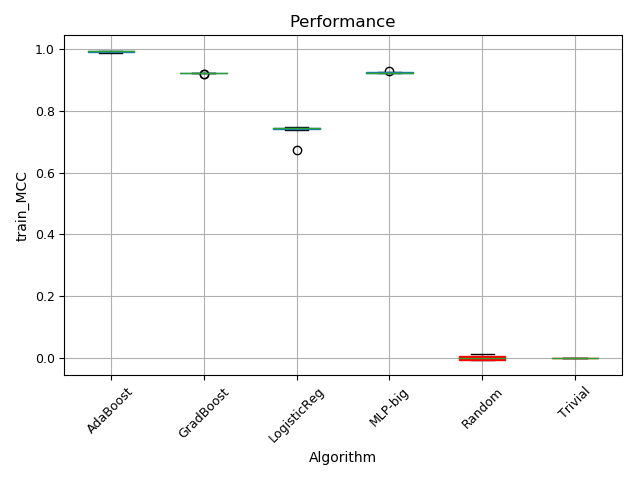 Performance
1.0
0.8
0.6
0.4
0.2
0.0
train_MCC
AdaBoost
GradBoost
LogisticReg
MLP-big
Random
Trivial
Algorithm